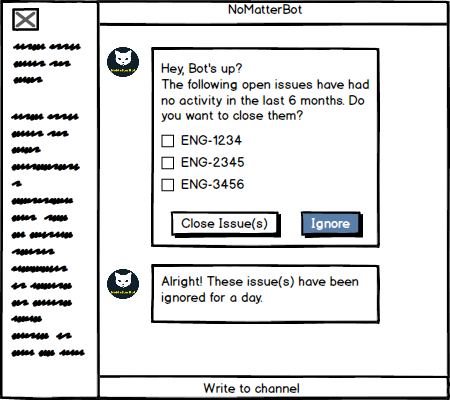 NoMatterBot
Hey, Bot's up?
The following open issues have had
no activity in the last 6 months. Do
you want to close them?
ENG-1234
ENG-2345
ENG-3456
Close Issue(s)
Ignore
Alright! These issue(s) have been
ignored for a day.
Write to channel